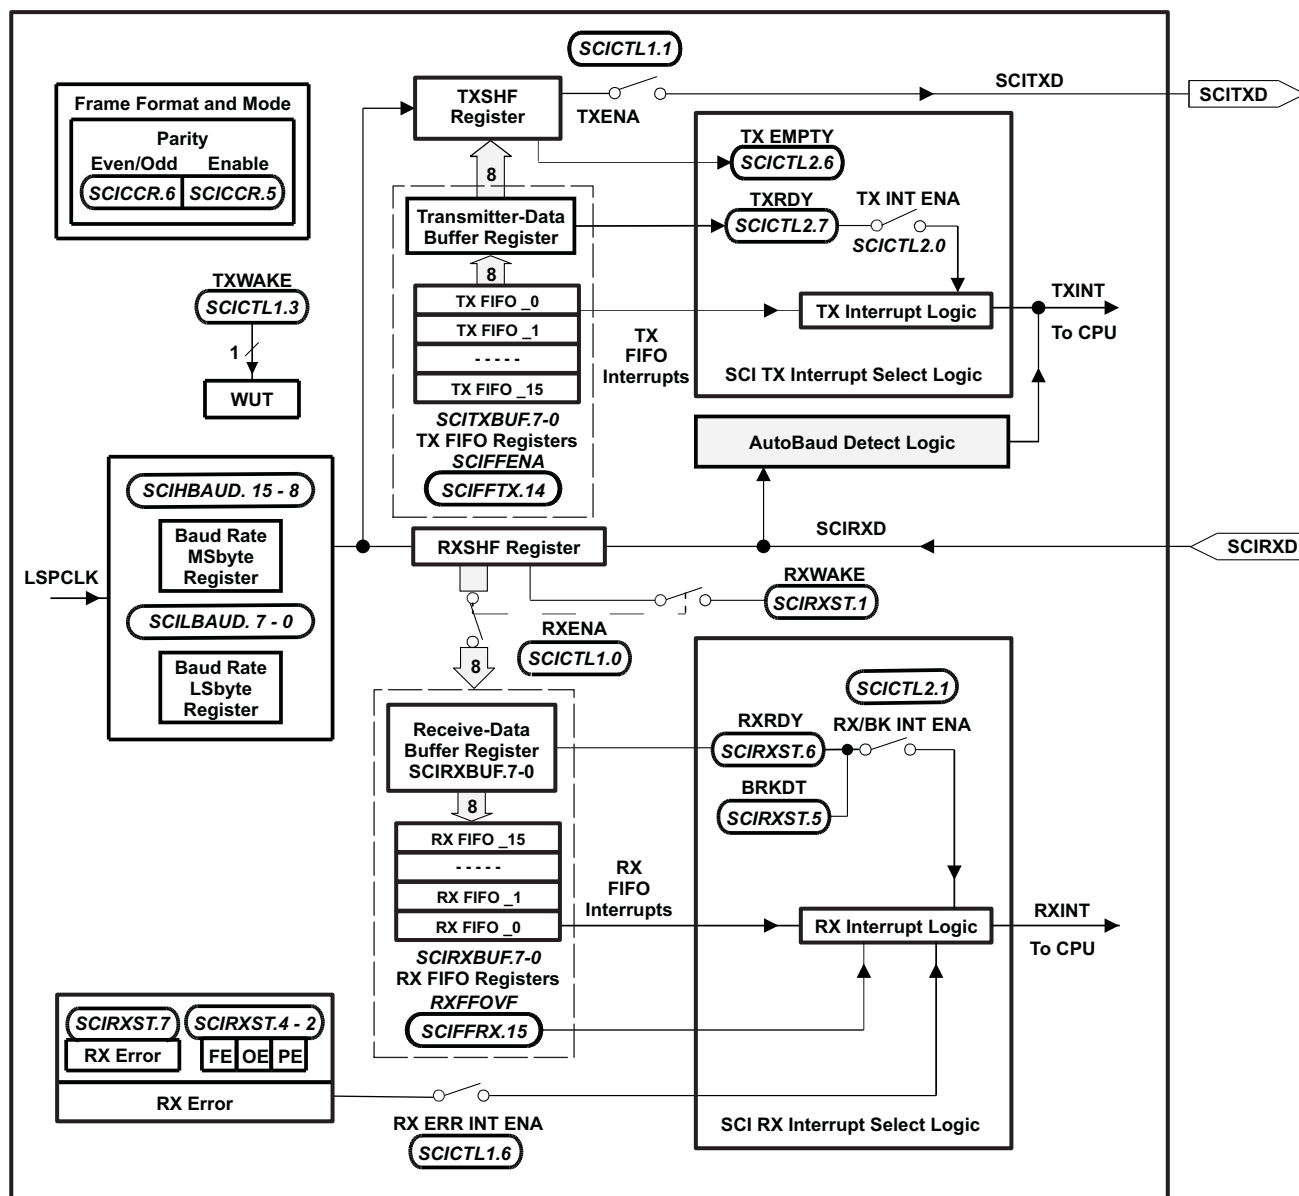 SCICTL1.1
Frame Format and Mode
Parity
Even/Odd Enable
SCICCR.6 SCICCR.5
TXSHF
Register
TXENA
SCITXD
SCITXD
8
TX EMPTY
SCICTL2.6
TXRDY
SCICTL2.7
TX INT ENA
SCICTL2.0
Transmitter-Data
Buffer Register
8
TX FIFO _0
TX FIFO _1
- - - - -
TX FIFO _15
SCITXBUF.7-0
TX FIFO Registers
SCIFFENA
SCIFFTX.14
TX
FIFO
Interrupts
TX Interrupt Logic
TXINT
To CPU
SCI TX Interrupt Select Logic
TXWAKE
SCICTL1.3
1
WUT
AutoBaud Detect Logic
SCIHBAUD. 15 - 8
Baud Rate
MSbyte
Register
LSPCLK
SCILBAUD. 7 - 0
Baud Rate
LSbyte
Register
RXSHF Register
SCIRXD
SCIRXD
RXWAKE
SCIRXST.1
RXENA
SCICTL1.0
8
Receive-Data
Buffer Register
SCIRXBUF.7-0
8
RX FIFO _15
- - - - -
RX FIFO _1
RX FIFO _0
SCIRXBUF.7-0
RX FIFO Registers
RXFFOVF
SCIFFRX.15
RX
FIFO
Interrupts
SCICTL2.1
RX/BK INT ENA
RXRDY
SCIRXST.6
BRKDT
SCIRXST.5
RX Interrupt Logic
RXINT
To CPU
SCI RX Interrupt Select Logic
SCIRXST.7 SCIRXST.4 - 2
RX Error FE OE PE
RX Error
RX ERR INT ENA
SCICTL1.6